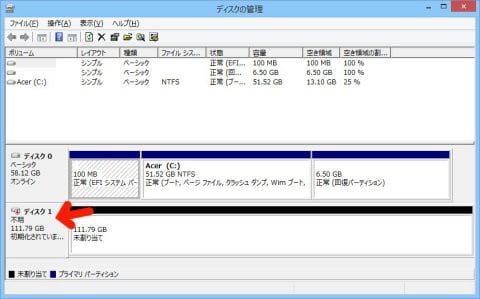 ディスクの管理
ファイル(F) 操作(A) 表示(V) ヘルプ(H)
ボリューム レイアウト 種類 ファイル システ... 状態 容量 空き領域 空き領域の割...
シンプル ベーシック 正常 (EFI... 100 MB 100 MB 100 %
シンプル ベーシック 正常 (回... 6.50 GB 6.50 GB 100 %
Acer (C:) シンプル ベーシック NTFS 正常 (ブー... 51.52 GB 13.10 GB 25 %
ディスク 0
ベーシック
58.12 GB
オンライン
100 MB
正常 (EFI システム パー
Acer (C:)
51.52 GB NTFS
正常 (ブート, ページ ファイル, クラッシュ ダンプ, Wim ブート,
6.50 GB
正常 (回復パーティション)
ディスク 1
不明
111.79 GB
初期化されていま...
111.79 GB
未割り当て
未割り当て プライマリ パーティション